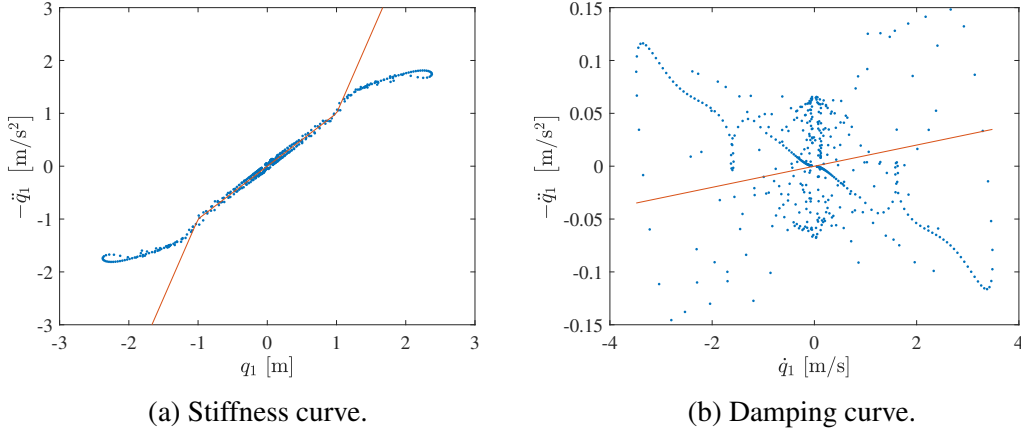 3
2
1
0
-1
-2
-3
-3 -2 -1 0 1 2 3
−q̈₁ [m/s²]
q₁ [m]
(a) Stiffness curve.
0.15
0.1
0.05
0
-0.05
-0.1
-0.15
-4 -2 0 2 4
−q̈₁ [m/s²]
q̇₁ [m/s]
(b) Damping curve.